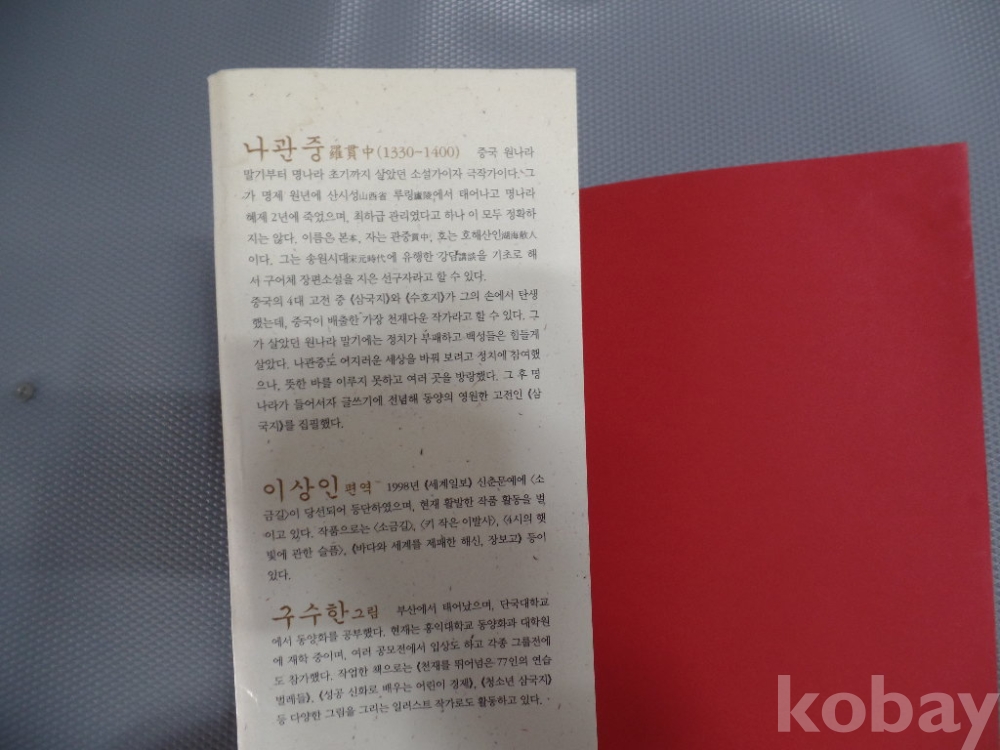 나관중羅貫中(1330~1400) 중국 원나라
말기부터 명나라 초기까지 살았던 소설가이자 극작가이다. 그
가 명제 원년에 산시성山西省 루링廬陵에서 태어나고 명나라
혜제 2년에 죽었으며, 최하급 관리였다고 하나 이 모두 정확하
지는 않다. 이름은 본本, 자는 관중貫中, 호는 호해산인湖海散人
이다. 그는 송원시대宋元時代에 유행한 강담講談을 기초로 해
서 구어체 장편소설을 지은 선구자라고 할 수 있다.
중국의 4대 고전 중 《삼국지》와 《수호지》가 그의 손에서 탄생
했는데, 중국이 배출한 가장 천재다운 작가라고 할 수 있다. 그
가 살았던 원나라 말기에는 정치가 부패하고 백성들은 힘들게
살았다. 나관중도 어지러운 세상을 바꿔 보려고 정치에 참여했
으나, 뜻한 바를 이루지 못하고 여러 곳을 방랑했다. 그 후 명
나라가 들어서자 글쓰기에 전념해 동양의 영원한 고전인 《삼
국지》를 집필했다.
이상인 편역 1998년 《세계일보》 신춘문예에 〈소
금길〉이 당선되어 등단하였으며, 현재 활발한 작품 활동을 벌
이고 있다. 작품으로는 〈소금길〉, 〈키 작은 이발사〉, 〈4시의 햇
빛에 관한 슬픔〉, 《바다와 세계를 제패한 해신, 장보고》 등이
있다.
구수한 그림 부산에서 태어났으며, 단국대학교
에서 동양화를 공부했다. 현재는 홍익대학교 동양화과 대학원
에 재학 중이며, 여러 공모전에서 입상도 하고 각종 그룹전에
도 참가했다. 작업한 책으로는 《천재를 뛰어넘은 77인의 연습
벌레들》, 《성공 신화로 배우는 어린이 경제》, 《청소년 삼국지》
등 다양한 그림을 그리는 일러스트 작가로도 활동하고 있다.
kobay